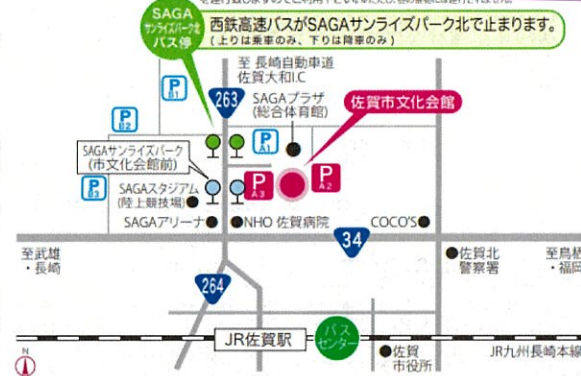 西鉄高速バスがSAGAサンライズパーク北で止まります。
(上りは乗車のみ、下りは降車のみ)
SAGA
サンライズパーク北
バス停
至 長崎自動車道
佐賀大和I.C
263
SAGAプラザ
(総合体育館)
佐賀市文化会館
P
B1
P
B2
P
A1
SAGAサンライズパーク
(市文化会館前)
P
B3
SAGAスタジアム
(陸上競技場)
P
A3
P
A2
SAGAアリーナ
NHO 佐賀病院
COCO'S
34
至武雄
・長崎
佐賀北
警察署
至鳥栖
・福岡
264
JR佐賀駅
バス
センター
佐賀
市役所
JR九州長崎本線
N